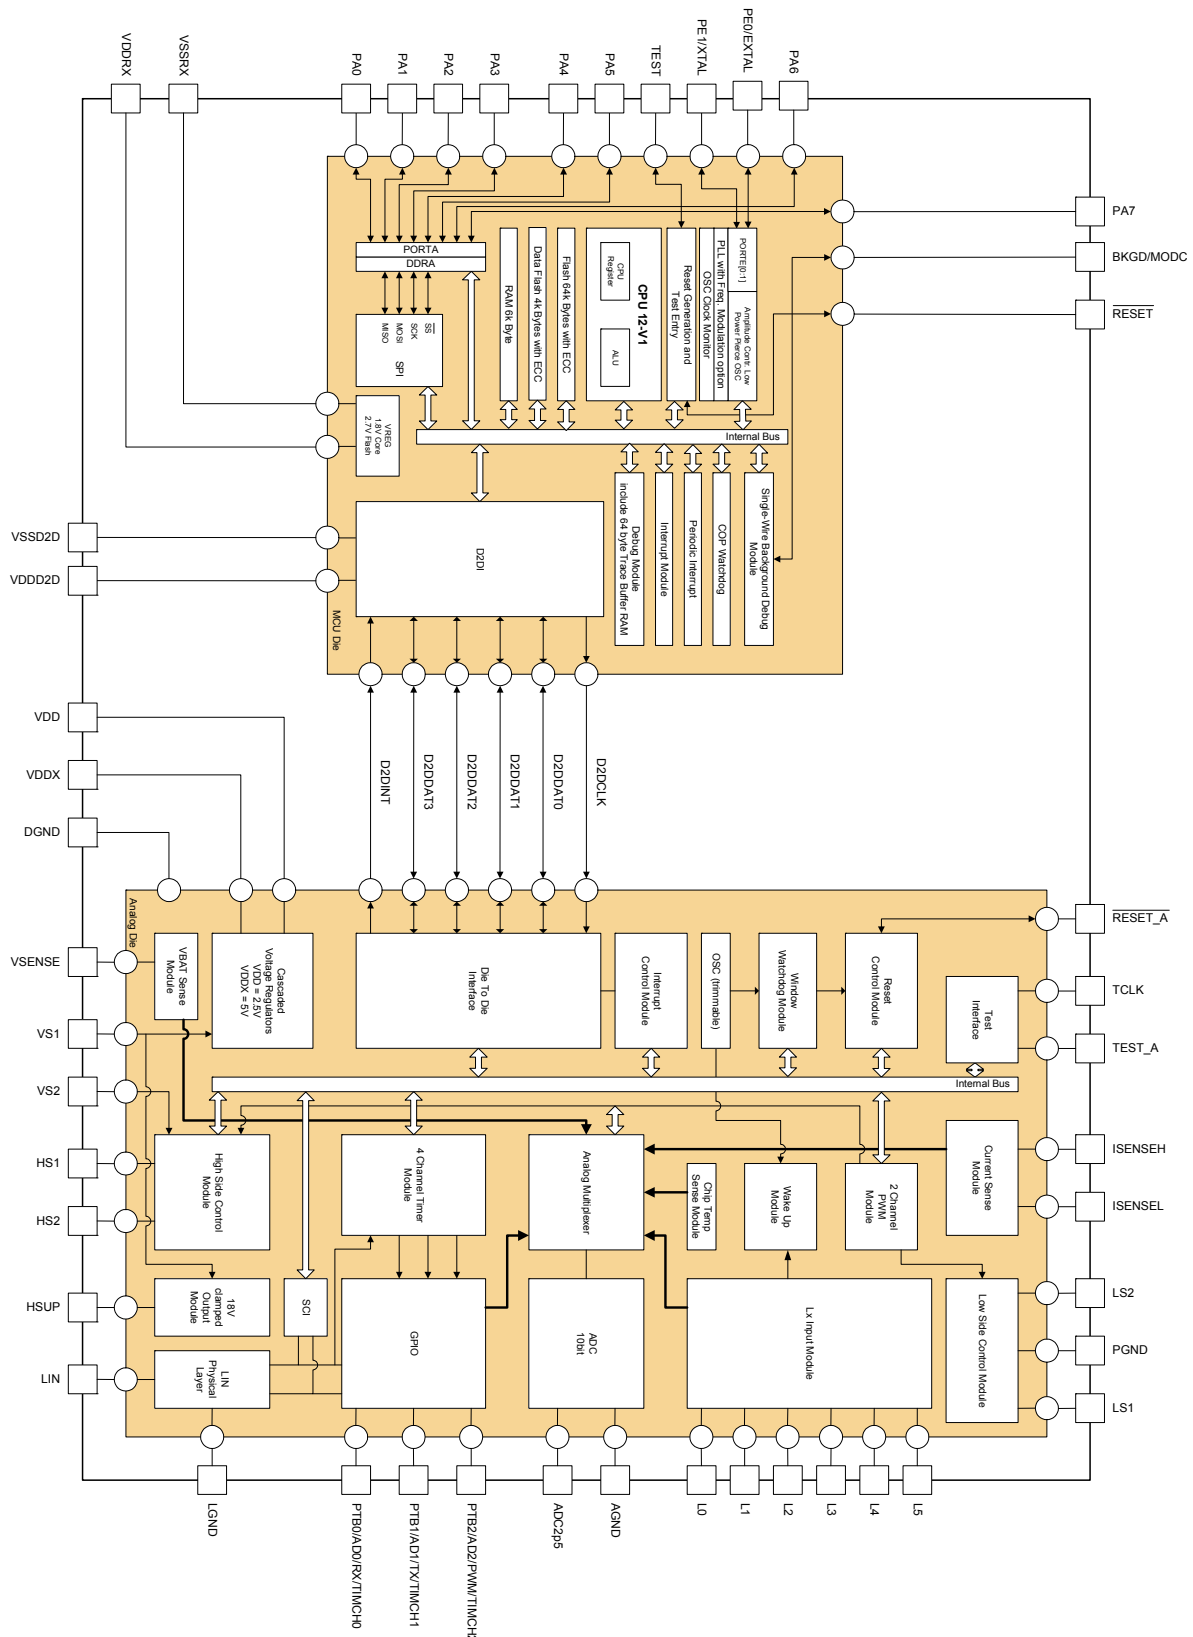 VDDRX
VSSRX
PA0
PA1
PA2
PA3
PA4
PA5
TEST
PE1/XTAL
PE0/EXTAL
PA6
PA7
BKGD/MODC
RESET
PORTA
DDRA
MISO
MOSI
SCK
SS
SPI
VREG
1.8V Core
2.7V Flash
RAM 6k Byte
Data Flash 4k Bytes with ECC
Flash 64k Bytes with ECC
CPU 12-V1
CPU
Register
ALU
Reset Generation and
Test Entry
OSC Clock Monitor
PLL with Freq. Modulation option
PORTE[0:1]
Amplitude Contr. Low
Power Pierce OSC
Internal Bus
D2DI
Debug Module
include 64 byte Trace Buffer RAM
Interrupt Module
Periodic Interrupt
COP Watchdog
Single-Wire Background Debug
Module
MCU Die
VSSD2D
VDDD2D
VDD
VDDX
DGND
D2DINT
D2DDAT3
D2DDAT2
D2DDAT1
D2DDAT0
D2DCLK
Analog Die
VSENSE
VS1
VS2
HS1
HS2
HSUP
LIN
VBAT Sense
Module
Cascaded
Voltage Regulators
VDD = 2.5V
VDDX = 5V
Die To Die
Interface
Interrupt
Control Module
OSC (trimmable)
Window
Watchdog Module
Reset
Control Module
Test
Interface
RESET_A
TCLK
TEST_A
Internal Bus
High Side Control
Module
4 Channel Timer
Module
Analog Multiplexer
Chip Temp
Sense Module
Wake Up
Module
2 Channel
PWM
Module
Current Sense
Module
ISENSEH
ISENSEL
18V
clamped
Output
Module
SCI
GPIO
ADC
10bit
Lx Input Module
Low Side Control Module
LS2
PGND
LS1
LIN
Physical
Layer
LGND
PTB0/AD0/RX/TIMCH0
PTB1/AD1/TX/TIMCH1
PTB2/AD2/PWM/TIMCH2
ADC2p5
AGND
L0
L1
L2
L3
L4
L5